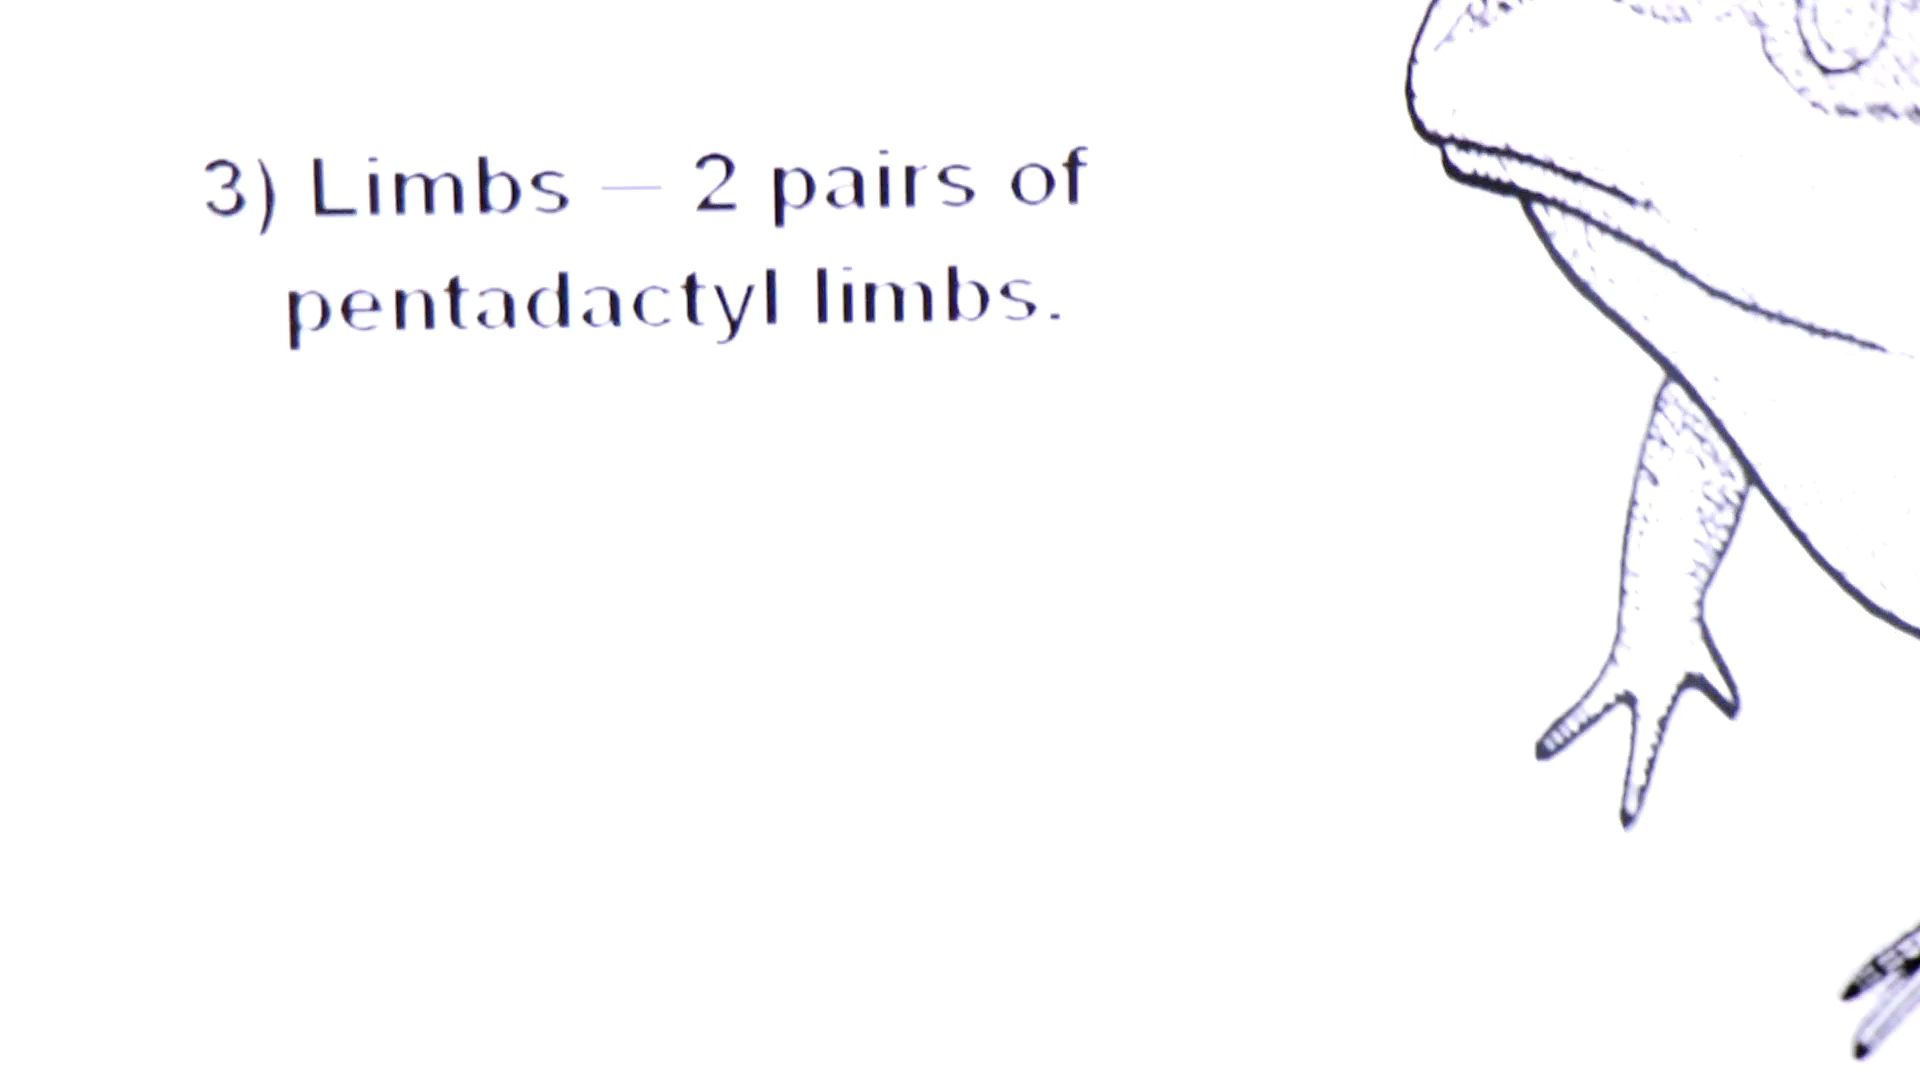 3) Limbs — 2 pairs of
pentadactyl limbs.